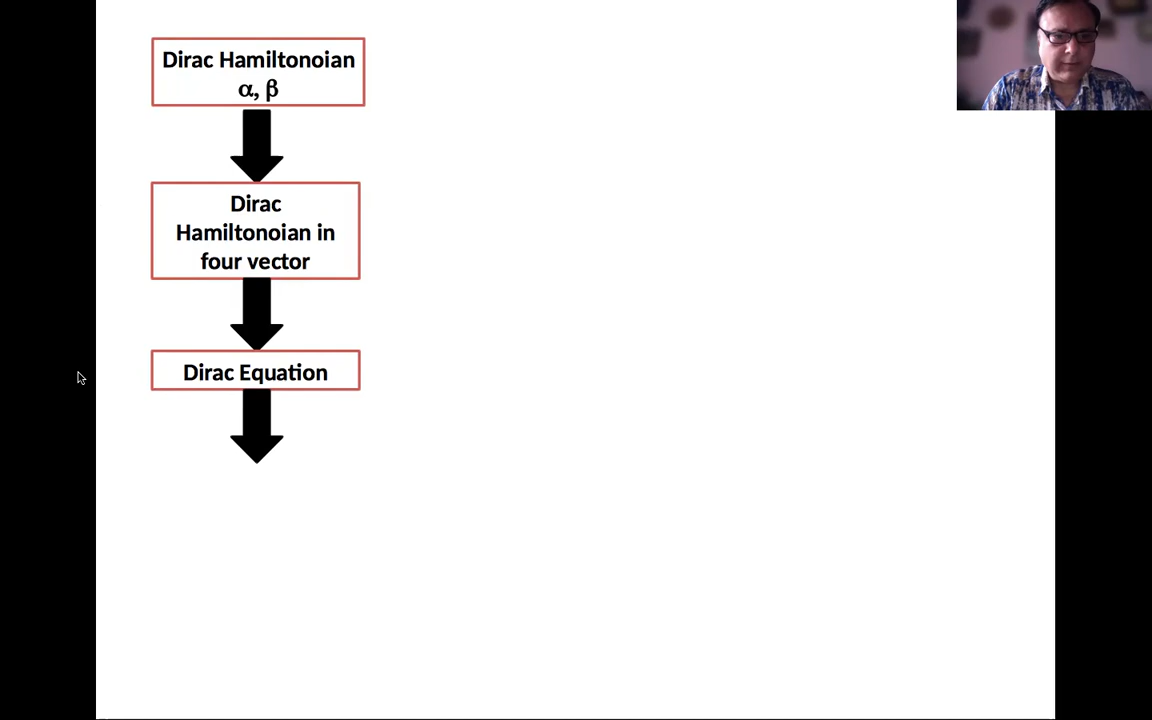 Dirac Hamiltonoian
α, β
Dirac
Hamiltonoian in
four vector
Dirac Equation